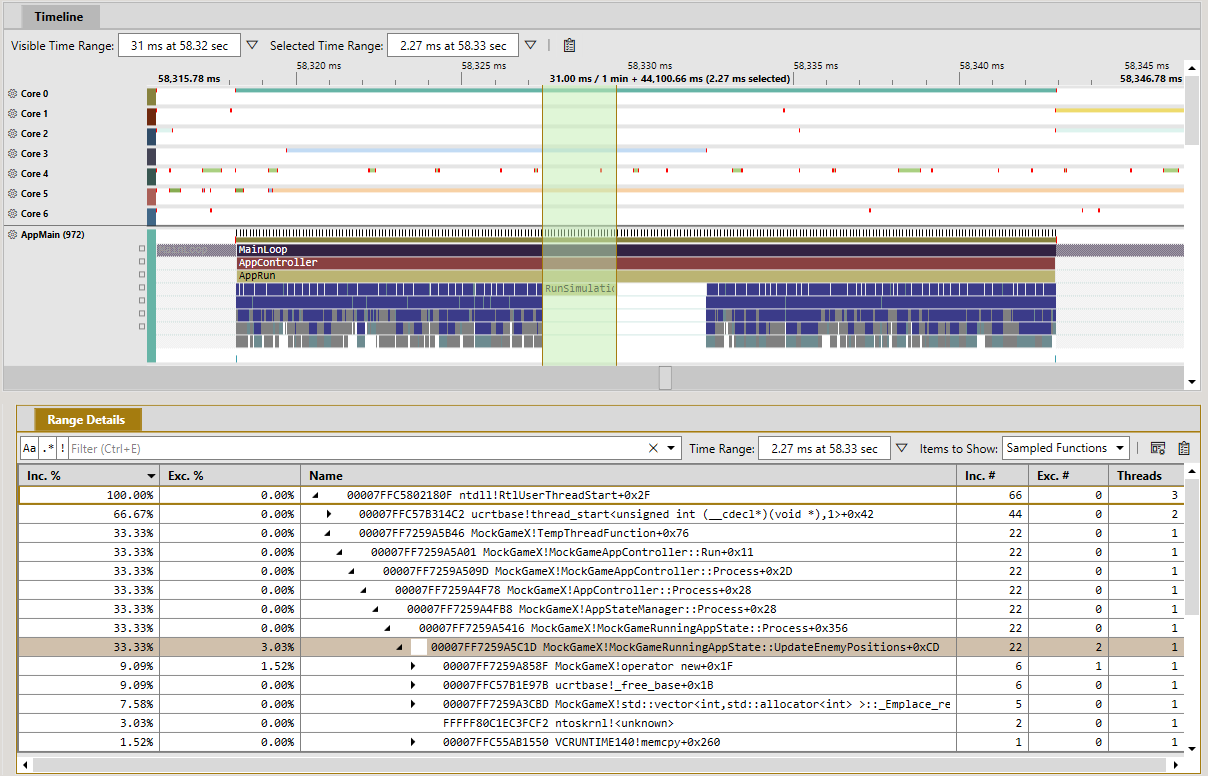 Timeline
Visible Time Range: 31 ms at 58.32 sec Selected Time Range: 2.27 ms at 58.33 sec
58,320 ms 58,325 ms 58,330 ms 58,335 ms 58,340 ms 58,345 ms
58,315.78 ms 31.00 ms / 1 min + 44,100.66 ms (2.27 ms selected) 58,346.78 ms
Core 0
Core 1
Core 2
Core 3
Core 4
Core 5
Core 6
AppMain (972)
MainLoop MainLoop
AppController
AppRun
RunSimulatio
Range Details
Aa .* ! Filter (Ctrl+E) Time Range: 2.27 ms at 58.33 sec Items to Show: Sampled Functions
Inc. % Exc. % Name Inc. # Exc. # Threads
100.00% 0.00% 00007FFC5802180F ntdll!RtlUserThreadStart+0x2F 66 0 3
66.67% 0.00% 00007FFC57B314C2 ucrtbase!thread_start<unsigned int (__cdecl*)(void *),1>+0x42 44 0 2
33.33% 0.00% 00007FF7259A5B46 MockGameX!TempThreadFunction+0x76 22 0 1
33.33% 0.00% 00007FF7259A5A01 MockGameX!MockGameAppController::Run+0x11 22 0 1
33.33% 0.00% 00007FF7259A509D MockGameX!MockGameAppController::Process+0x2D 22 0 1
33.33% 0.00% 00007FF7259A4F78 MockGameX!AppController::Process+0x28 22 0 1
33.33% 0.00% 00007FF7259A4FB8 MockGameX!AppStateManager::Process+0x28 22 0 1
33.33% 0.00% 00007FF7259A5416 MockGameX!MockGameRunningAppState::Process+0x356 22 0 1
33.33% 3.03% 00007FF7259A5C1D MockGameX!MockGameRunningAppState::UpdateEnemyPositions+0xCD 22 2 1
9.09% 1.52% 00007FF7259A858F MockGameX!operator new+0x1F 6 1 1
9.09% 0.00% 00007FFC57B1E97B ucrtbase!_free_base+0x1B 6 0 1
7.58% 0.00% 00007FF7259A3CBD MockGameX!std::vector<int,std::allocator<int> >::_Emplace_re 5 0 1
3.03% 0.00% FFFFF80C1EC3FCF2 ntoskrnl!<unknown> 2 0 1
1.52% 0.00% 00007FFC55AB1550 VCRUNTIME140!memcpy+0x260 1 0 1